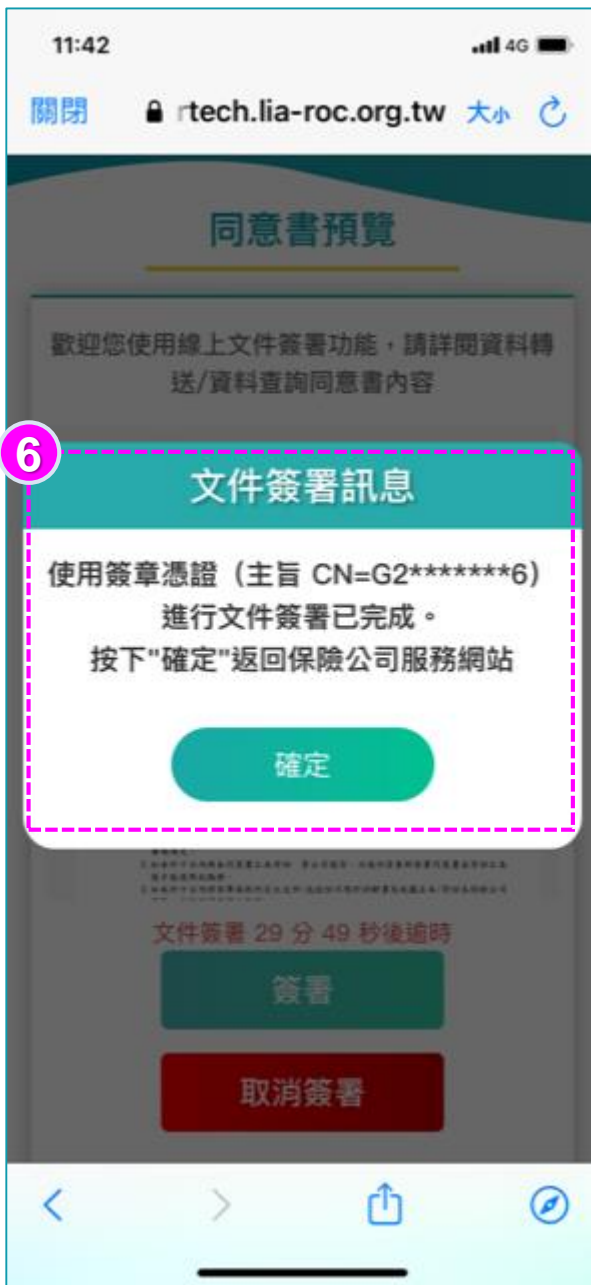 11:42
4G
關閉
rtech.lia-roc.org.tw
大小
同意書預覽
歡迎您使用線上文件簽署功能，請詳閱資料轉
送/資料查詢同意書內容
6
文件簽署訊息
使用簽章憑證（主旨 CN=G2*******6）
進行文件簽署已完成。
按下"確定"返回保險公司服務網站
確定
文件簽署 29 分 49 秒後逾時
簽署
取消簽署